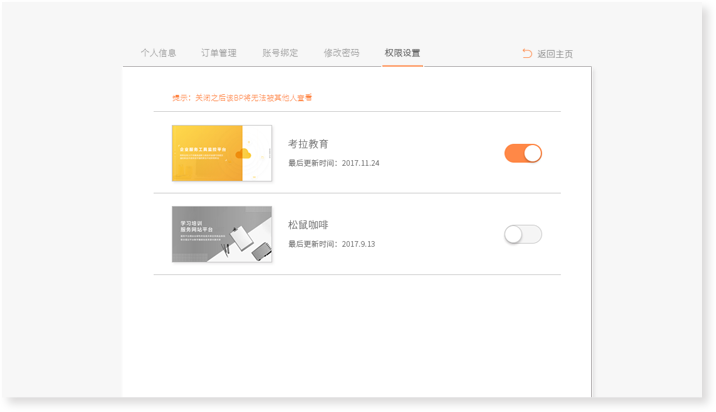 个人信息
订单管理
账号绑定
修改密码
权限设置
返回主页
提示：关闭之后该BP将无法被其他人查看
考拉教育
最后更新时间：2017.11.24
学习培训
服务网站平台
松鼠咖啡
最后更新时间：2017.9.13